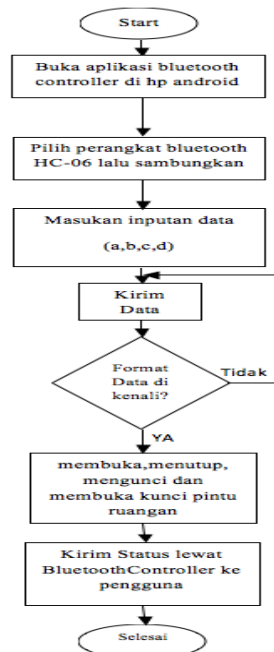 Start
Buka aplikasi bluetooth
controller di hp android
Pilih perangkat bluetooth
HC-06 lalu sambungkan
Masukan inputan data
(a,b,c,d)
Kirim
Data
Format
Data di
kenali?
Tidak
YA
membuka,menutup,
mengunci dan
membuka kunci pintu
ruangan
Kirim Status lewat
BluetoothController ke
pengguna
Selesai